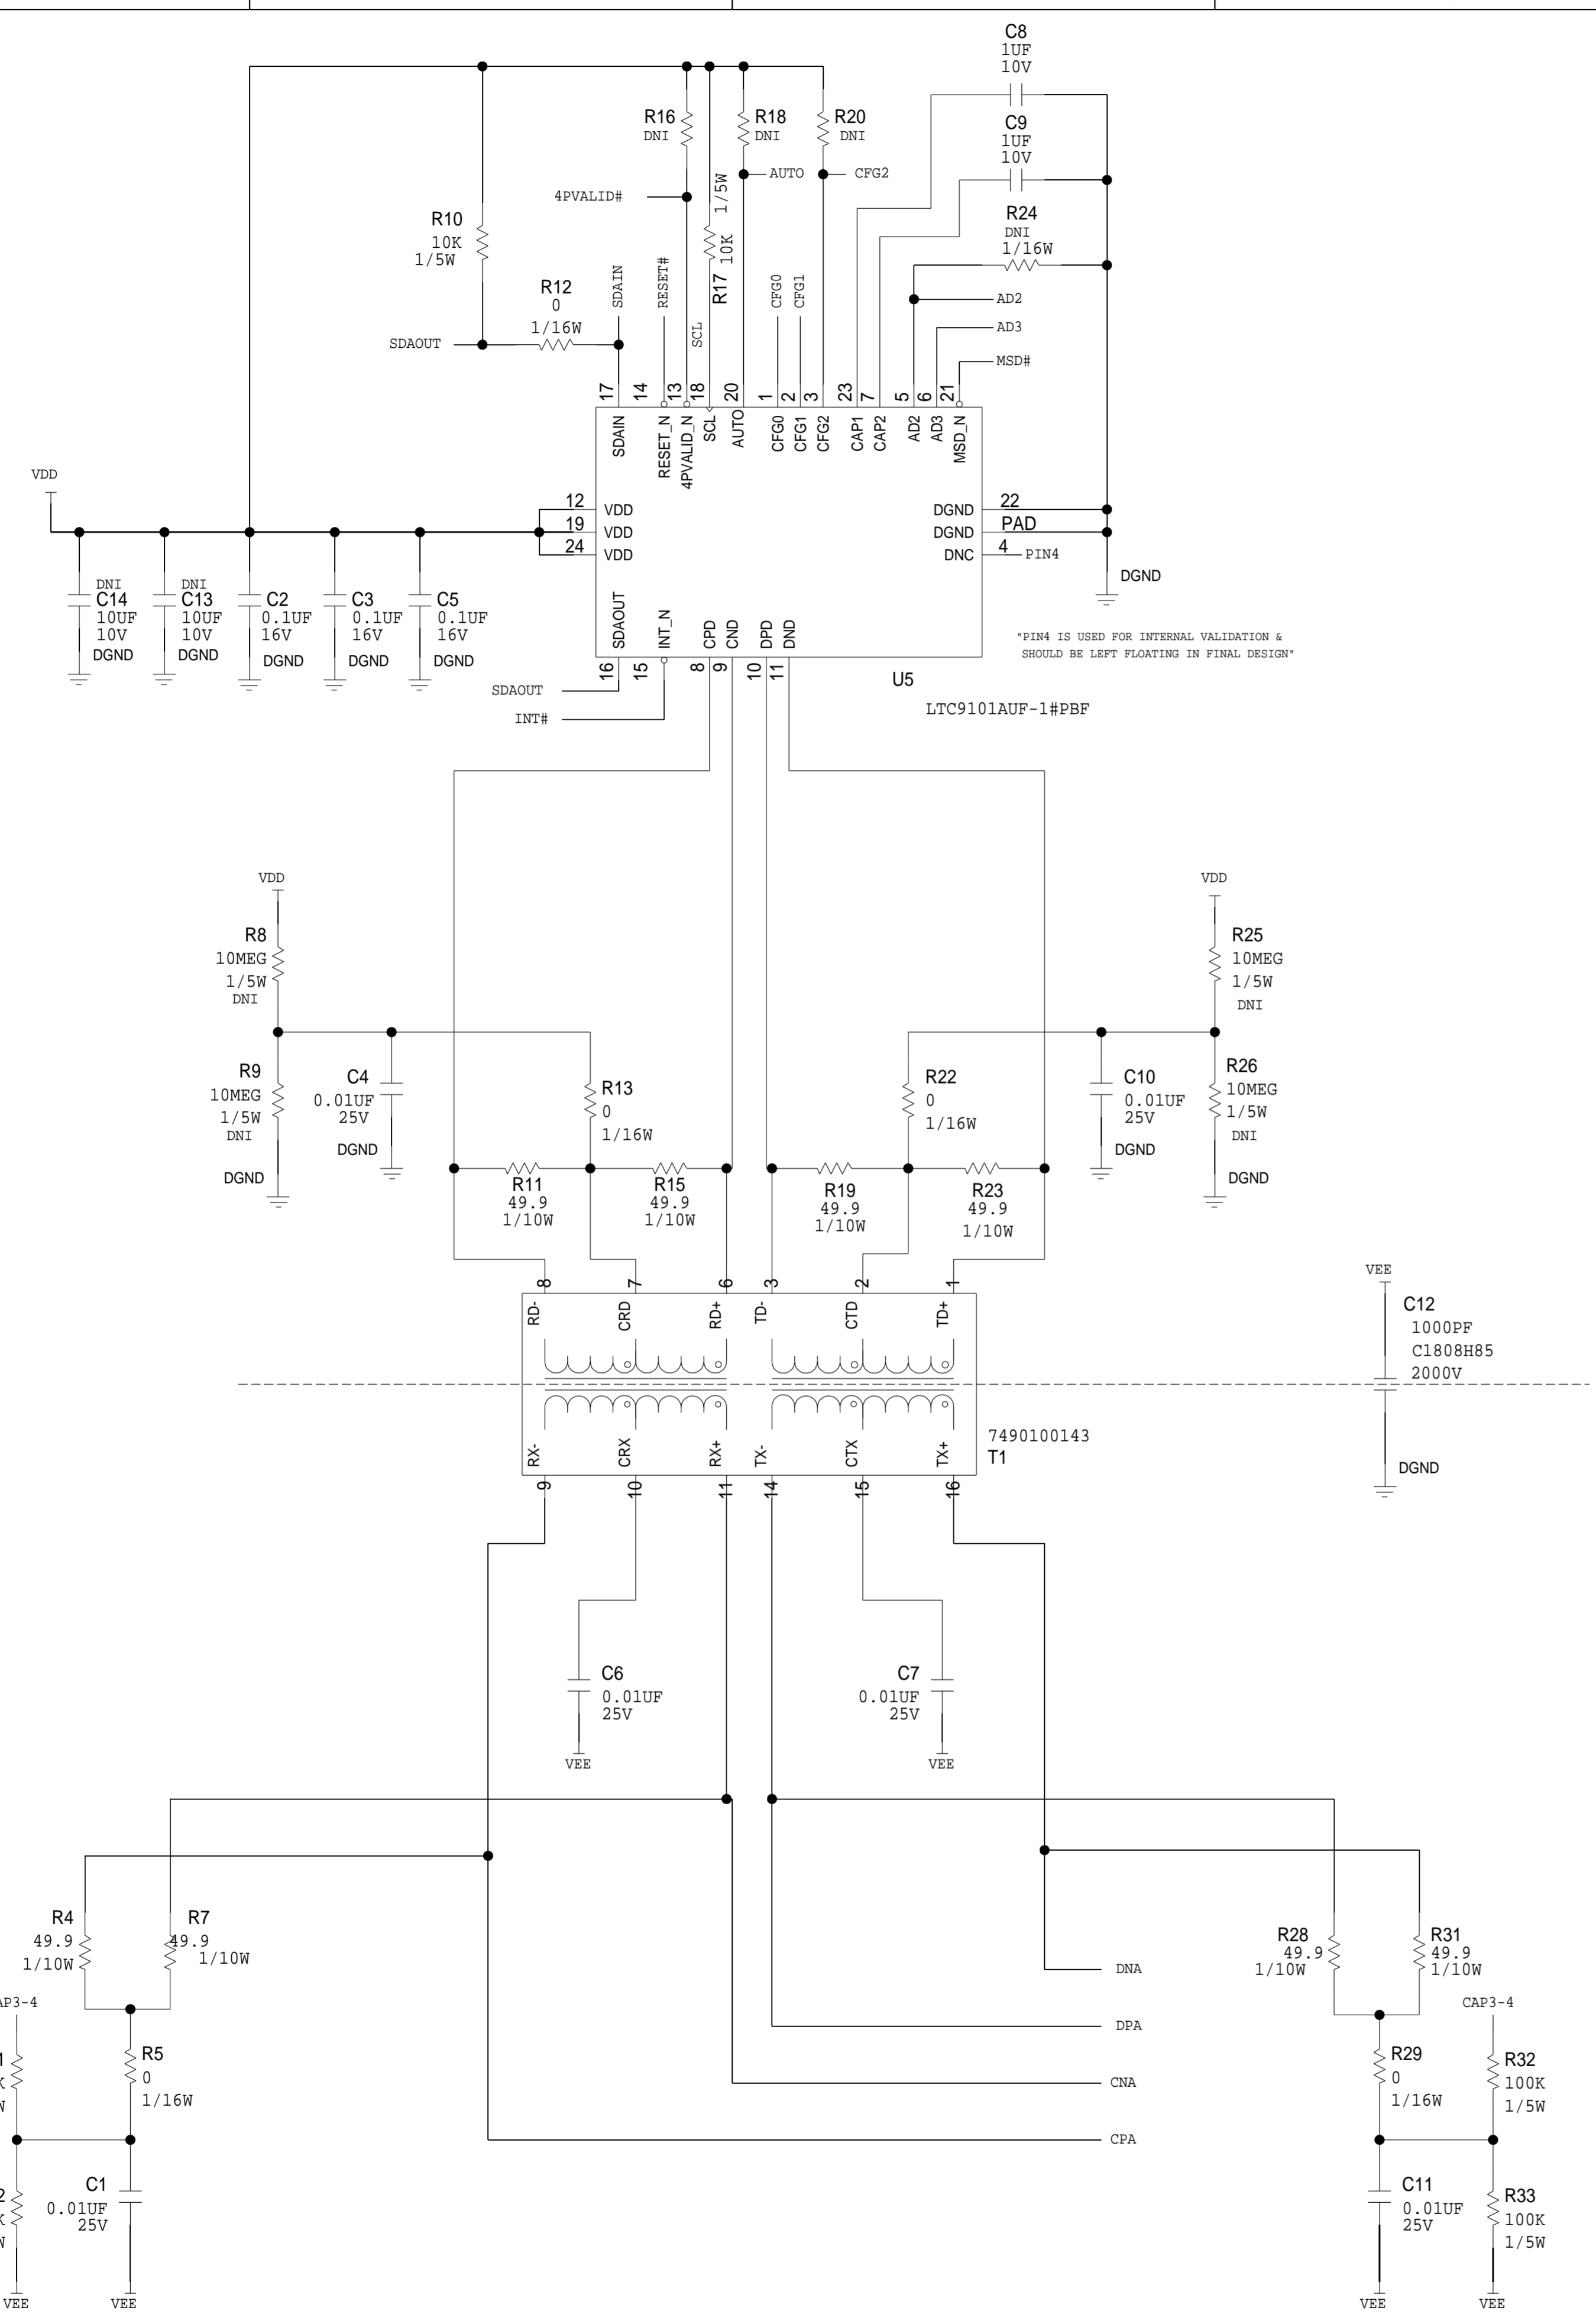 C8
1UF
10V
C9
1UF
10V
R16
DNI
R18
DNI
R20
DNI
AUTO
CFG2
4PVALID#
1/5W
10K
R17
R24
DNI
1/16W
R10
10K
1/5W
R12
0
1/16W
SDAIN
RESET#
SCL
CFG0
CFG1
AD2
AD3
MSD#
SDAOUT
17
14
13
18
20
1
2
3
23
7
5
6
21
SDAIN
RESET_N
4PVALID_N
SCL
AUTO
CFG0
CFG1
CFG2
CAP1
CAP2
AD2
AD3
MSD_N
VDD
12 VDD
19 VDD
24 VDD
DGND 22
DGND PAD
DNC 4 PIN4
DGND
DNI
C14
10UF
10V
DGND
DNI
C13
10UF
10V
DGND
C2
0.1UF
16V
DGND
C3
0.1UF
16V
DGND
C5
0.1UF
16V
DGND
SDAOUT
INT_N
CPD
CND
DPD
DND
16
15
8
9
10
11
SDAOUT
INT#
"PIN4 IS USED FOR INTERNAL VALIDATION &
SHOULD BE LEFT FLOATING IN FINAL DESIGN"
U5
LTC9101AUF-1#PBF
VDD
R8
10MEG
1/5W
DNI
R9
10MEG
1/5W
DNI
DGND
C4
0.01UF
25V
DGND
R13
0
1/16W
R22
0
1/16W
C10
0.01UF
25V
DGND
VDD
R25
10MEG
1/5W
DNI
R26
10MEG
1/5W
DNI
DGND
R11
49.9
1/10W
R15
49.9
1/10W
R19
49.9
1/10W
R23
49.9
1/10W
8
7
6
3
2
1
RD-
CRD
RD+
TD-
CTD
TD+
RX-
CRX
RX+
TX-
CTX
TX+
9
10
11
14
15
16
7490100143
T1
VEE
C12
1000PF
C1808H85
2000V
DGND
C6
0.01UF
25V
VEE
C7
0.01UF
25V
VEE
R4
49.9
1/10W
R7
49.9
1/10W
R28
49.9
1/10W
R31
49.9
1/10W
DNA
DPA
CNA
CPA
AP3-4
R5
0
1/16W
C1
0.01UF
25V
VEE
VEE
CAP3-4
R29
0
1/16W
R32
100K
1/5W
C11
0.01UF
25V
R33
100K
1/5W
VEE
VEE